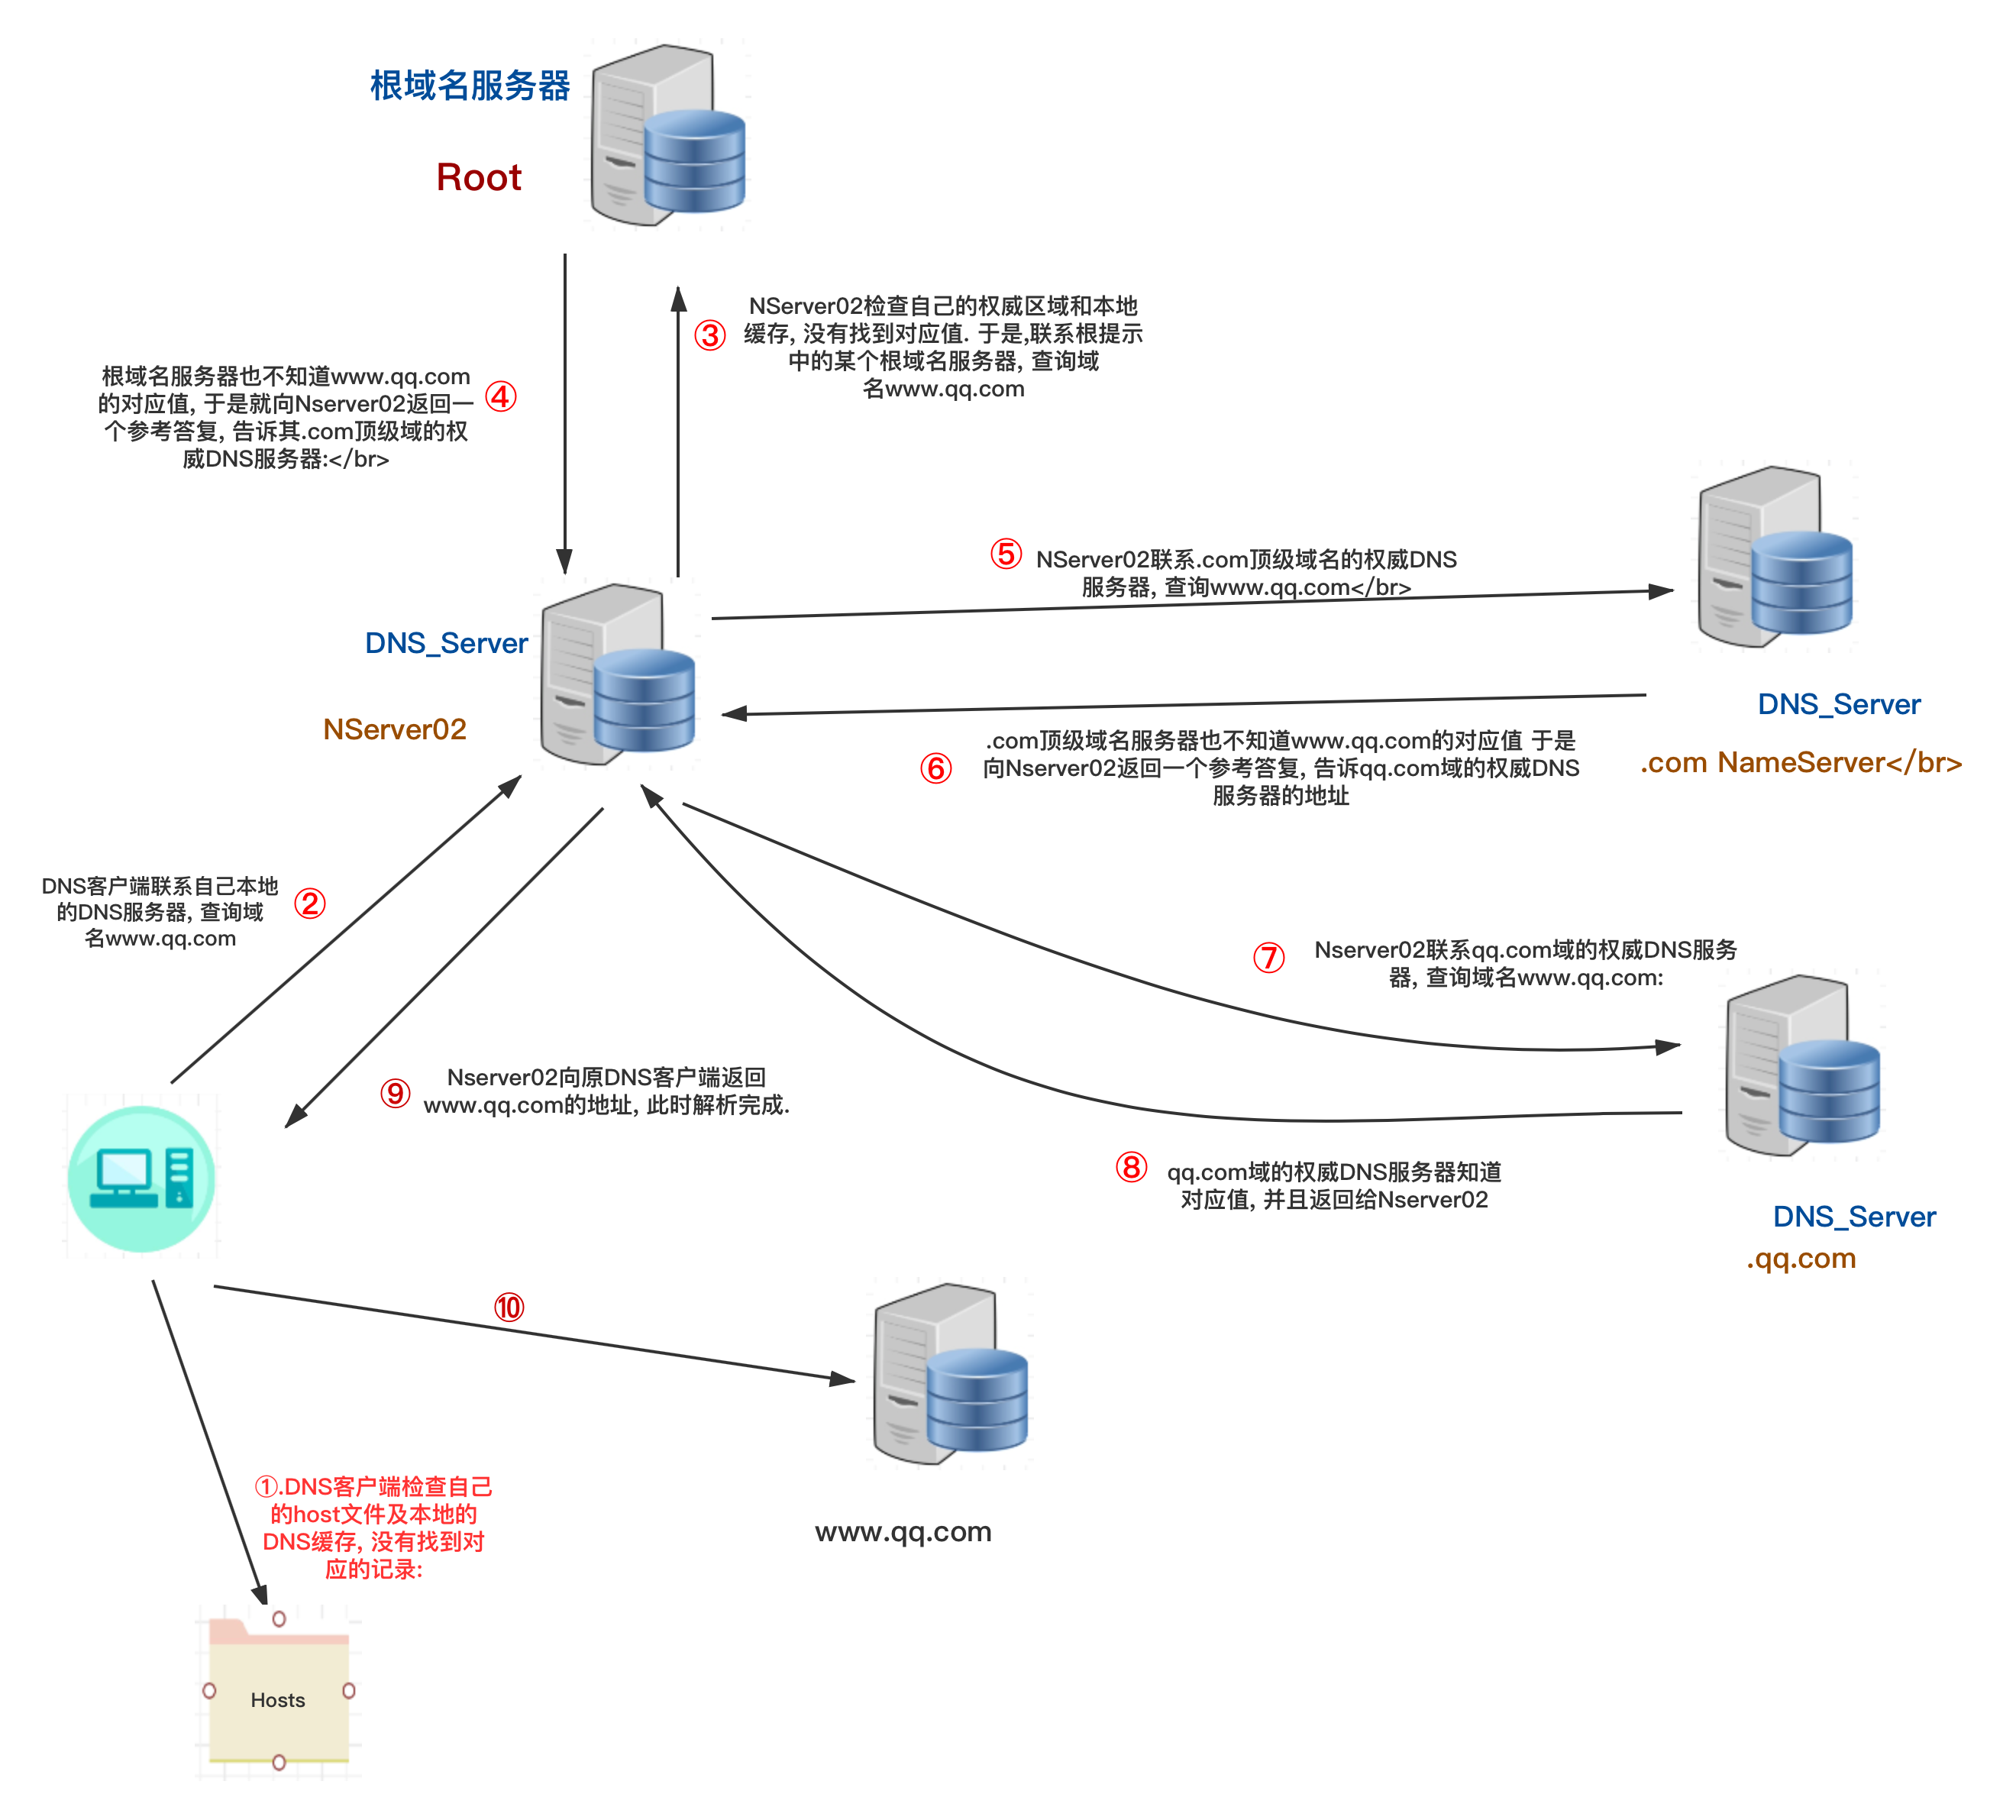 根域名服务器
Root
③
NServer02检查自己的权威区域和本地
缓存, 没有找到对应值. 于是,联系根提示
中的某个根域名服务器, 查询域
名www.qq.com
④
根域名服务器也不知道www.qq.com
的对应值, 于是就向Nserver02返回一
个参考答复, 告诉其.com顶级域的权
威DNS服务器:</br>
⑤
NServer02联系.com顶级域名的权威DNS
服务器, 查询www.qq.com</br>
DNS_Server
NServer02
DNS_Server
.com NameServer</br>
⑥
.com顶级域名服务器也不知道www.qq.com的对应值 于是
向Nserver02返回一个参考答复, 告诉qq.com域的权威DNS
服务器的地址
②
DNS客户端联系自己本地
的DNS服务器, 查询域
名www.qq.com
⑦
Nserver02联系qq.com域的权威DNS服务
器, 查询域名www.qq.com:
⑨
Nserver02向原DNS客户端返回
www.qq.com的地址, 此时解析完成.
⑧
qq.com域的权威DNS服务器知道
对应值, 并且返回给Nserver02
DNS_Server
.qq.com
⑩
①.DNS客户端检查自己
的host文件及本地的
DNS缓存, 没有找到对
应的记录:
www.qq.com
Hosts